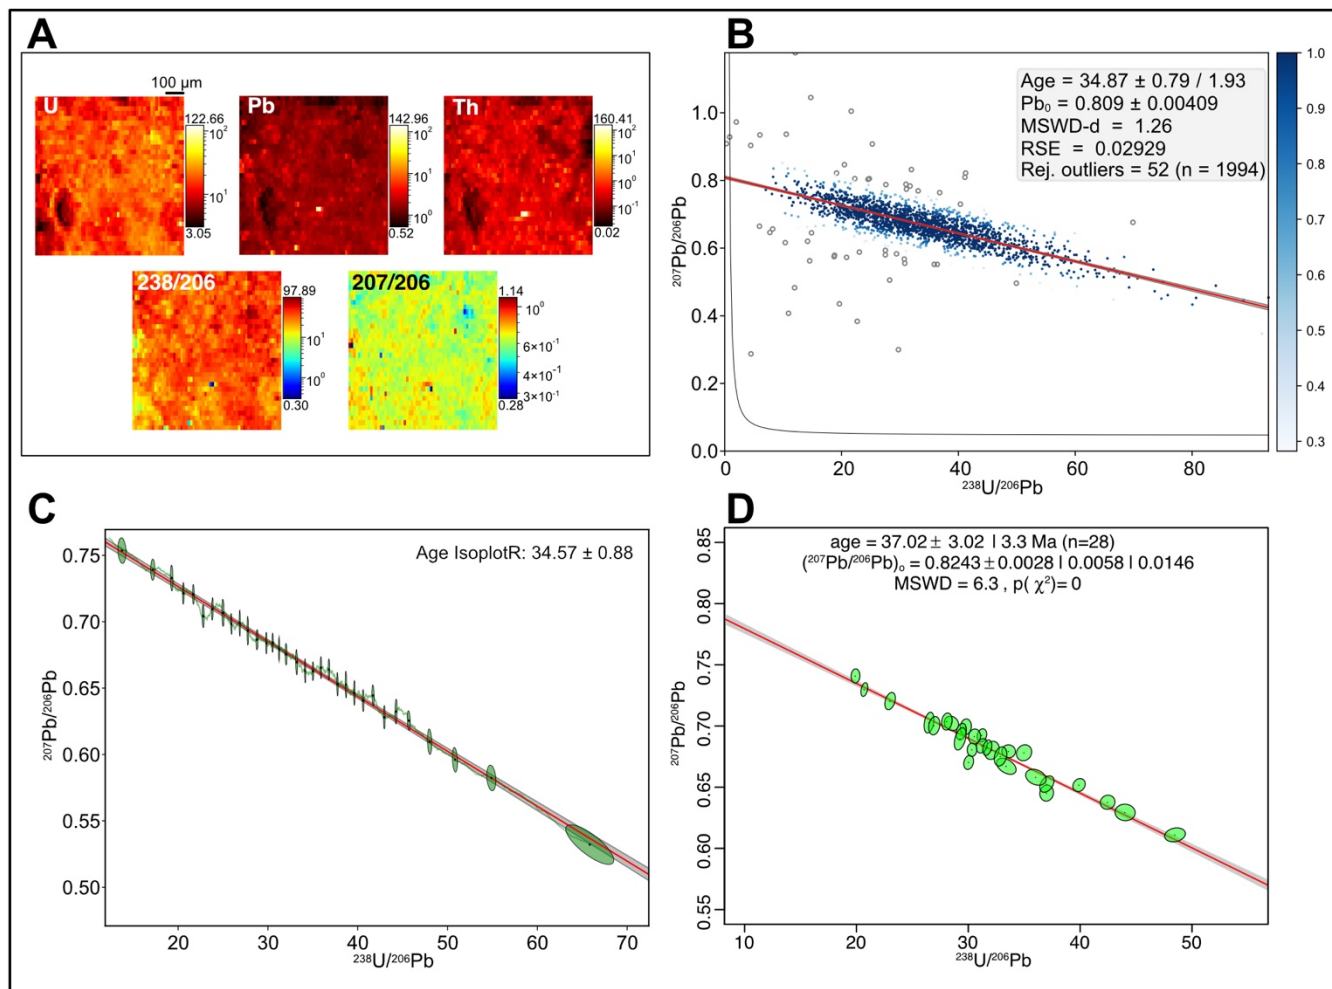 A
100 µm
U
122.66
10²
10¹
3.05
Pb
142.96
10²
10¹
10⁰
0.52
Th
160.41
10²
10¹
10⁰
10⁻¹
0.02
238/206
97.89
10¹
10⁰
0.30
207/206
1.14
10⁰
6×10⁻¹
4×10⁻¹
3×10⁻¹
0.28
B
Age = 34.87 ± 0.79 / 1.93
Pb₀ = 0.809 ± 0.00409
MSWD-d = 1.26
RSE = 0.02929
Rej. outliers = 52 (n = 1994)
²⁰⁷Pb/²⁰⁶Pb
1.0
0.8
0.6
0.4
0.2
0.0
0 20 40 60 80
²³⁸U/²⁰⁶Pb
1.0
0.9
0.8
0.7
0.6
0.5
0.4
0.3
C
Age IsoplotR: 34.57 ± 0.88
²⁰⁷Pb/²⁰⁶Pb
0.75
0.70
0.65
0.60
0.55
0.50
20 30 40 50 60 70
²³⁸U/²⁰⁶Pb
D
age = 37.02 ± 3.02 | 3.3 Ma (n=28)
(²⁰⁷Pb/²⁰⁶Pb)ₒ = 0.8243 ± 0.0028 | 0.0058 | 0.0146
MSWD = 6.3 , p( χ²)= 0
²⁰⁷Pb/²⁰⁶Pb
0.85
0.80
0.75
0.70
0.65
0.60
0.55
10 20 30 40 50
²³⁸U/²⁰⁶Pb